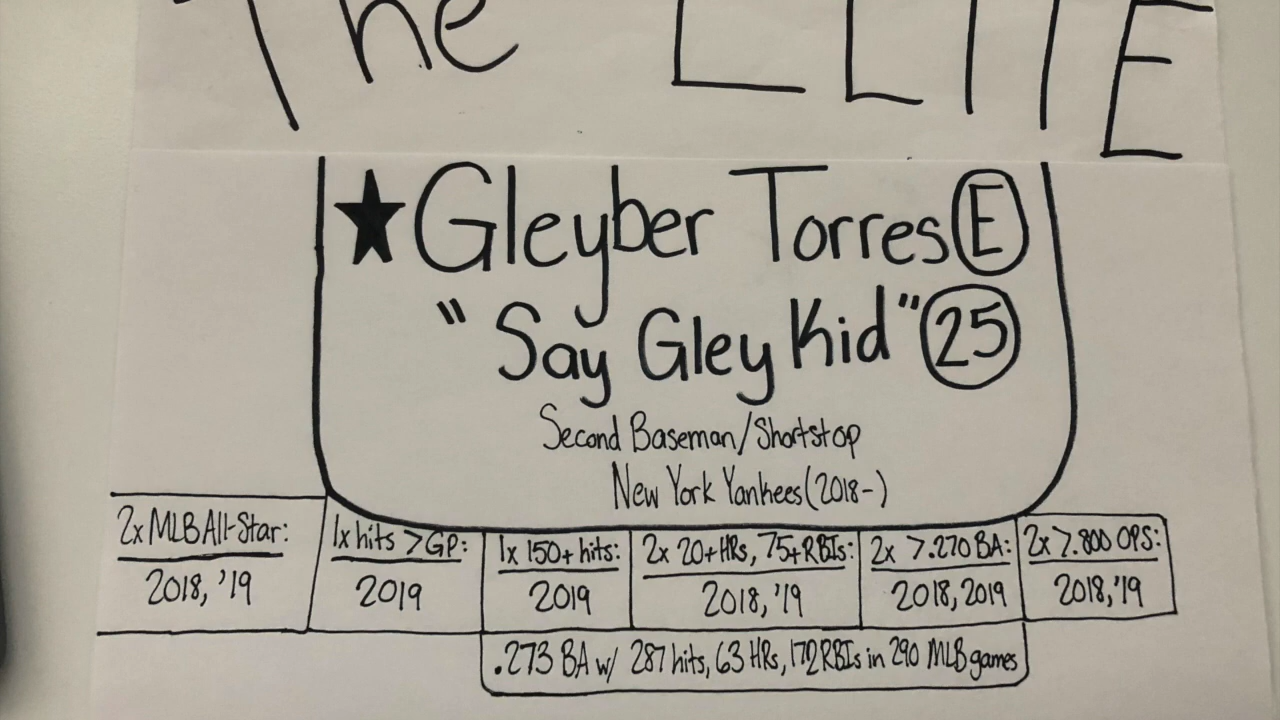 The ELITE
★Gleyber Torres E
"Say Gley Kid" 25
Second Baseman/Shortstop
New York Yankees (2018-)
2x MLB All-Star:
2018, '19
1x hits >GP:
2019
1x 150+ hits:
2019
2x 20+HRs, 75+RBIs:
2018, '19
2x >.270 BA:
2018, 2019
2x >.800 OPS:
2018, '19
.273 BA w/ 287 hits, 63 HRs, 172 RBIs in 290 MLB games